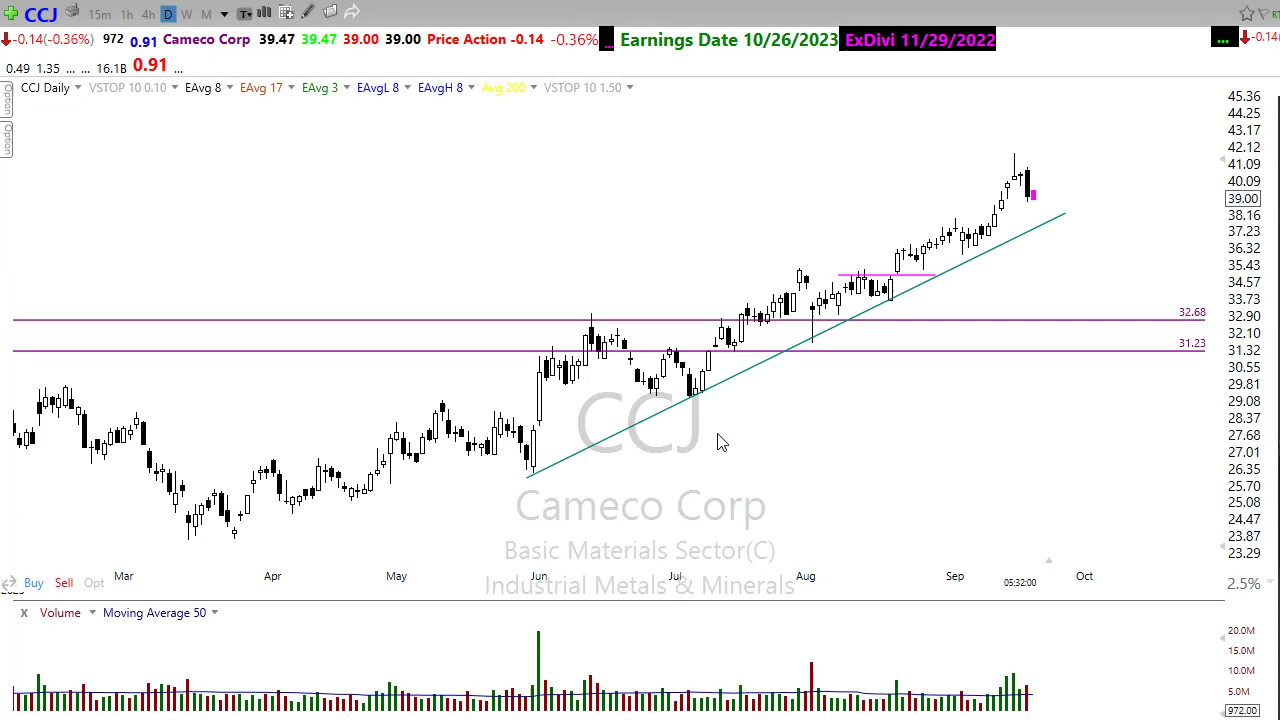 CCJ 15m 1h 4h D W M T
-0.14(-0.36%) 972 0.91 Cameco Corp 39.47 39.47 39.00 39.00 Price Action -0.14 -0.36% ... Earnings Date 10/26/2023 ExDivi 11/29/2022 ... -0.14
0.49 1.35 ... ... 16.1B 0.91 ...
CCJ Daily VSTOP 10 0.10 EAvg 8 EAvg 17 EAvg 3 EAvgL 8 EAvgH 8 Avg 200 VSTOP 10 1.50
Option
Option
45.36
44.25
43.17
42.12
41.09
40.09
39.00
38.16
37.23
36.32
35.43
34.57
33.73
32.90
32.10
31.32
30.55
29.81
29.08
28.37
27.68
27.01
26.35
25.70
25.08
24.47
23.87
23.29
32.68
31.23
CCJ
Cameco Corp
Basic Materials Sector(C)
Industrial Metals & Minerals
Mar Apr May Jun Jul Aug Sep Oct
Buy Sell Opt 05:32:00 2.5%
X Volume Moving Average 50
20.0M
15.0M
10.0M
5.0M
972.00